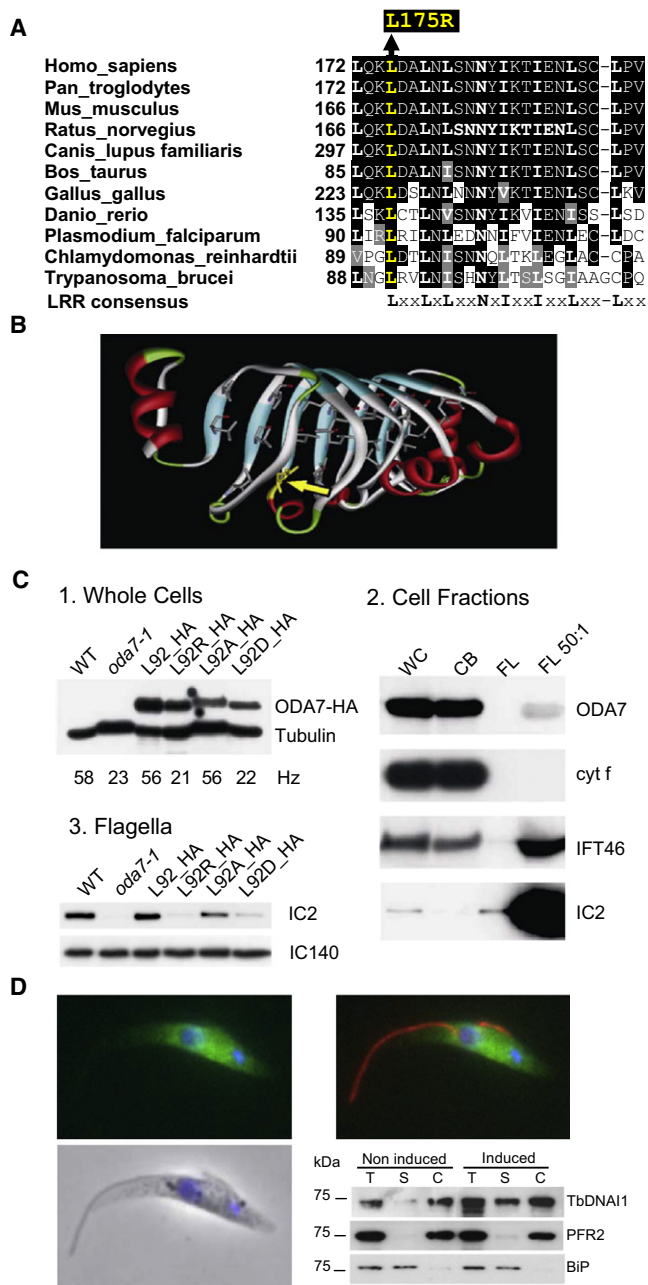 A
L175R
Homo_sapiens 172 LQKLDALNLSNNYIKTIENLSC-LPV
Pan_troglodytes 172 LQKLDALNLSNNYIKTIENLSC-LPV
Mus_musculus 166 LQKLDALNLSNNYIKTIENLSC-LPV
Ratus_norvegius 166 LQKLDALNLSNNYIKTIENLSC-LPV
Canis_lupus familiaris 297 LQKLDALNLSNNYIKTIENLSC-LPV
Bos_taurus 85 LQKLDALNISNNYIKTIENLSC-LPV
Gallus_gallus 223 LQKLDSLNLNNNYVKTIENLSC-LKV
Danio_rerio 135 LSKLCTLNVSNNYIKVIENISS-LSD
Plasmodium_falciparum 90 LIRLRILNLEDNNIFVIENLEC-LDC
Chlamydomonas_reinhardtii 89 VPGLDTLNISNNQLTKLEGLAC-CPA
Trypanosoma_brucei 88 LNGLRVLNISHNYLTSLSGIAAGCPQ
LRR consensus LxxLxLxxNxIxxIxxLxx-Lxx
B
C
1. Whole Cells
WT oda7-1 L92_HA L92R_HA L92A_HA L92D_HA
ODA7-HA
Tubulin
58 23 56 21 56 22 Hz
2. Cell Fractions
WC CB FL FL 50:1
ODA7
cyt f
IFT46
IC2
3. Flagella
WT oda7-1 L92_HA L92R_HA L92A_HA L92D_HA
IC2
IC140
D
kDa Non induced Induced
T S C T S C
75 TbDNAI1
75 PFR2
75 BiP